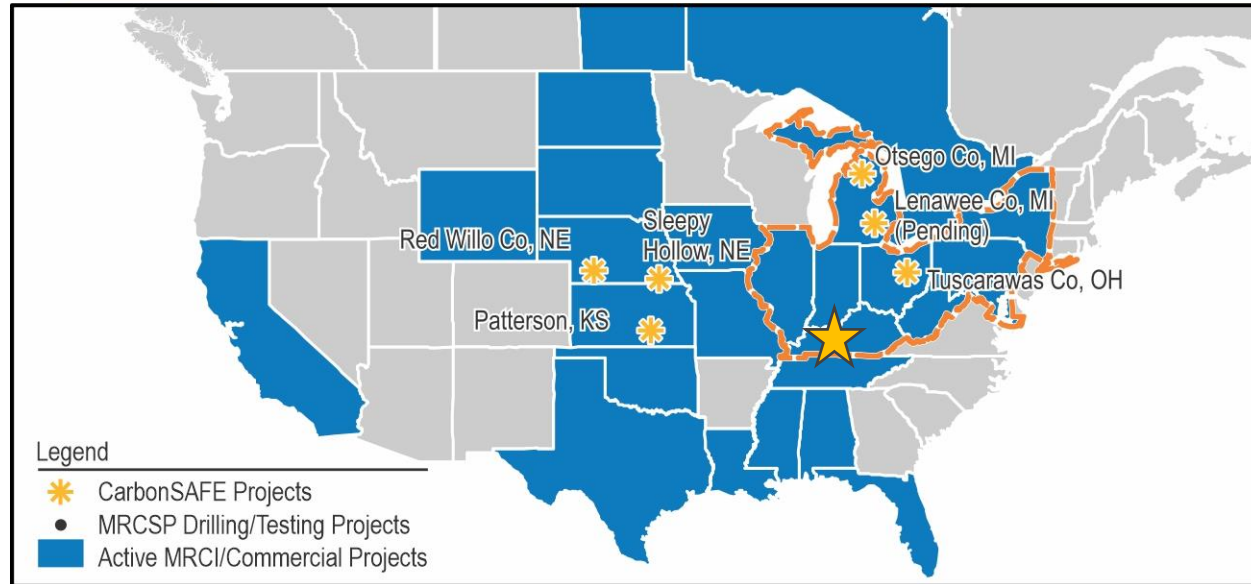 Otsego Co, MI
Lenawee Co, MI
(Pending)
Sleepy
Hollow, NE
Red Willo Co, NE
Tuscarawas Co, OH
Patterson, KS
Legend
CarbonSAFE Projects
MRCSP Drilling/Testing Projects
Active MRCI/Commercial Projects